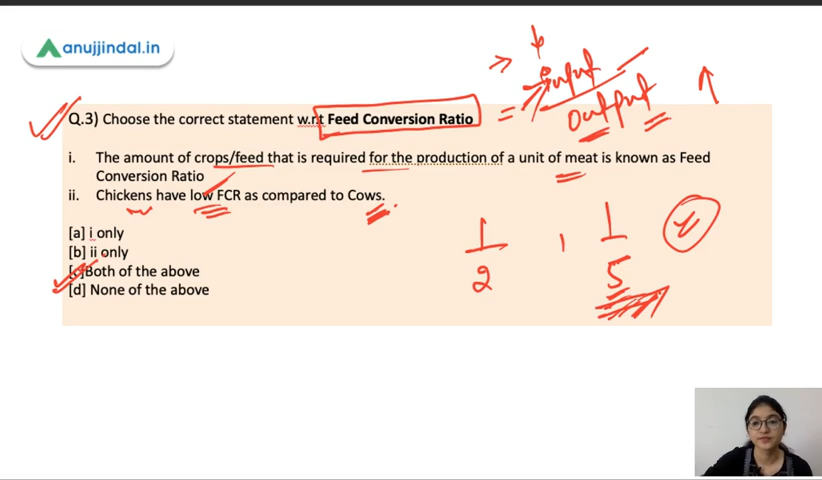 anujjindal.in
Input
Output
Q.3) Choose the correct statement w.r.t Feed Conversion Ratio
i. The amount of crops/feed that is required for the production of a unit of meat is known as Feed
Conversion Ratio
ii. Chickens have low FCR as compared to Cows.
[a] i only
[b] ii only
[c]Both of the above
[d] None of the above
1
2
,
1
5